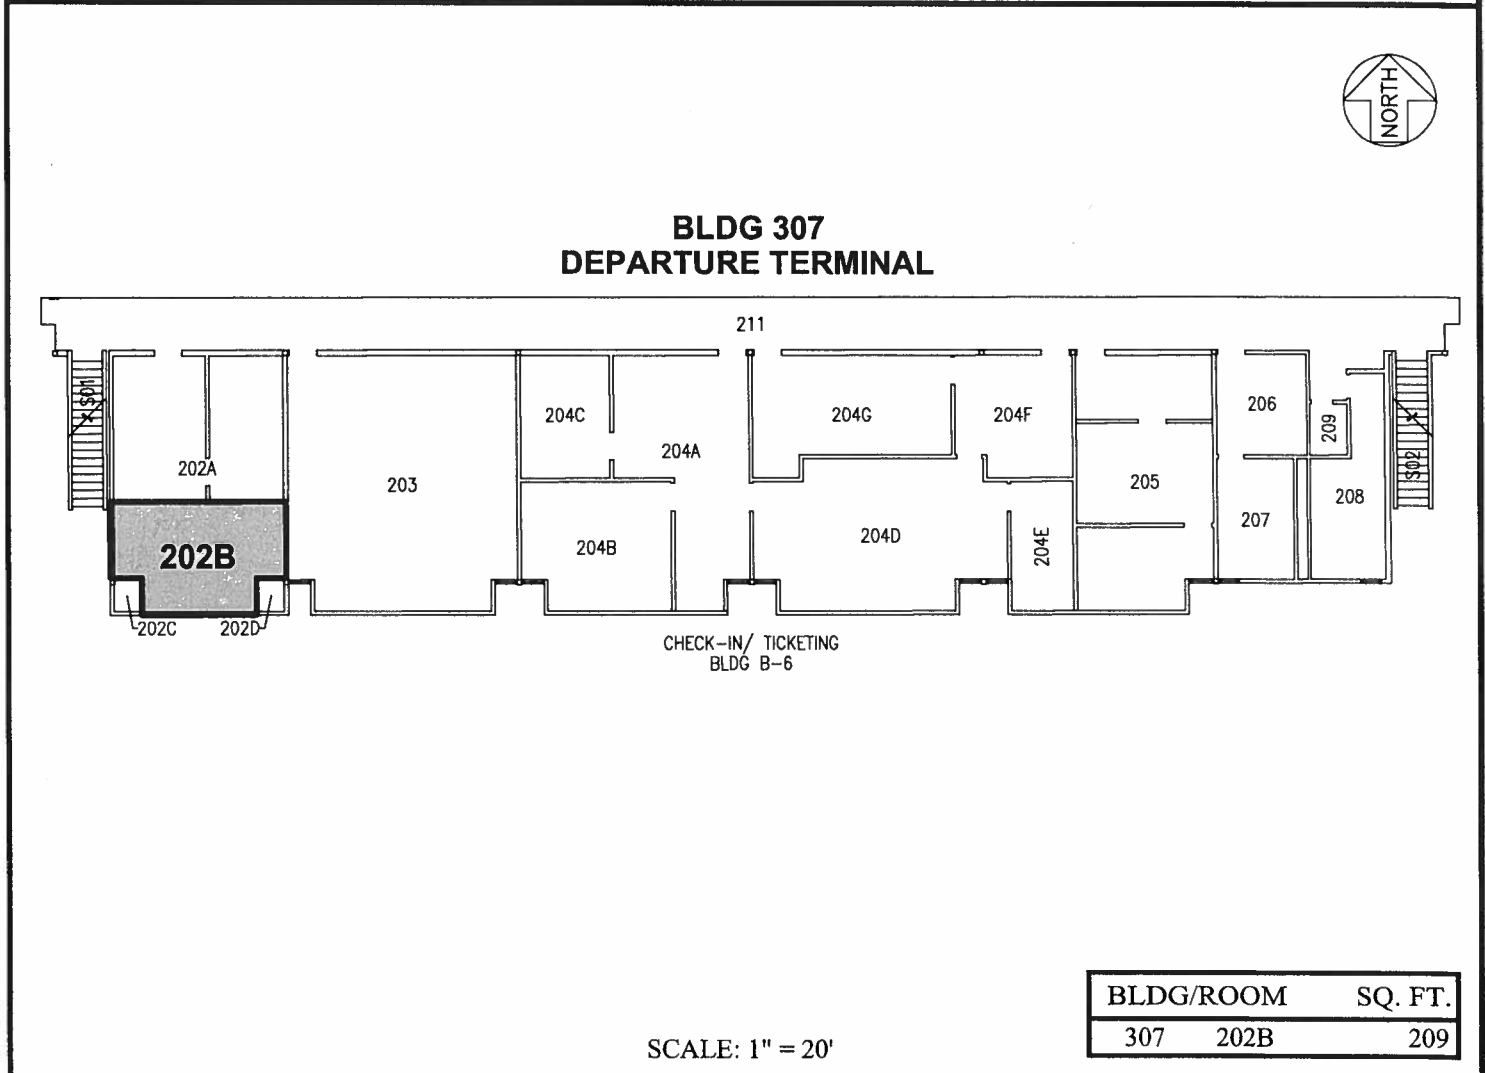 NORTH
BLDG 307
DEPARTURE TERMINAL
211
S01
202A
203
204C
204A
204G
204F
205
206
209
208
S02
207
202B
204B
204D
204E
202C
202D
CHECK-IN/ TICKETING
BLDG B-6
BLDG/ROOM SQ. FT.
307 202B 209
SCALE: 1" = 20'